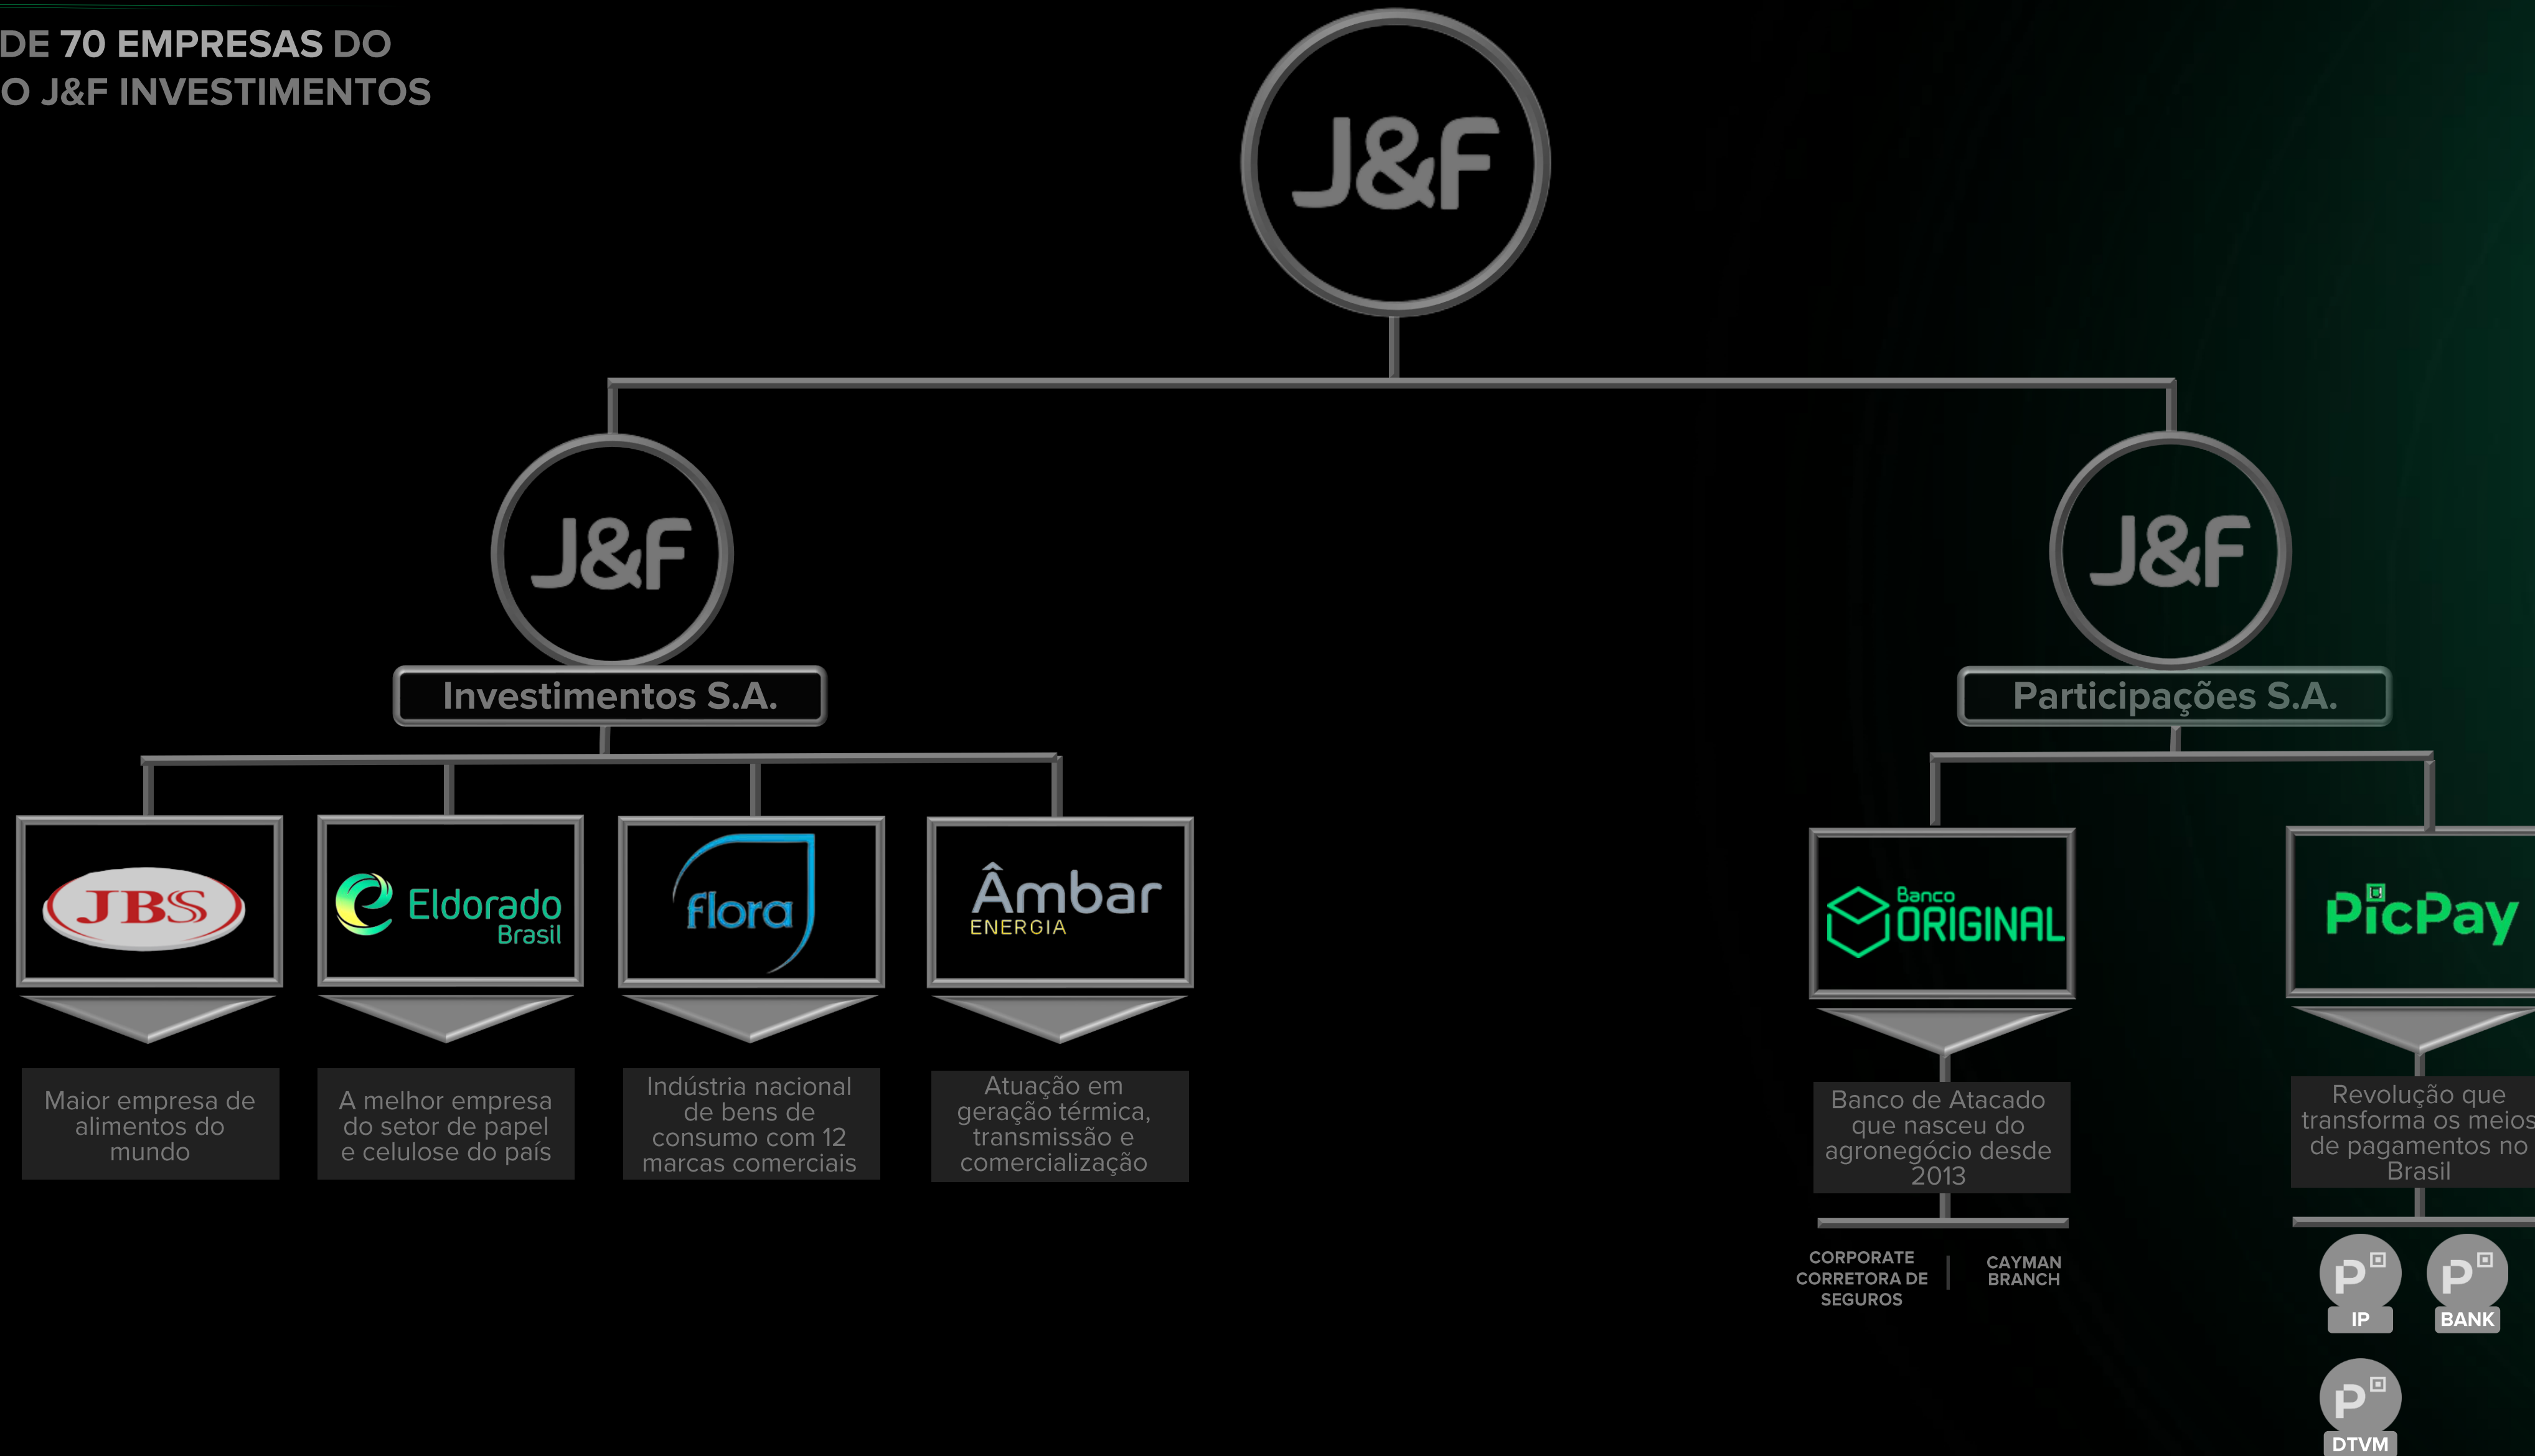 DE 70 EMPRESAS DO
O J&F INVESTIMENTOS
J&F
J&F
Investimentos S.A.
J&F
Participações S.A.
JBS
Eldorado
Brasil
flora
Âmbar
ENERGIA
Banco
ORIGINAL
PicPay
Maior empresa de
alimentos do
mundo
A melhor empresa
do setor de papel
e celulose do país
Indústria nacional
de bens de
consumo com 12
marcas comerciais
Atuação em
geração térmica,
transmissão e
comercialização
Banco de Atacado
que nasceu do
agronegócio desde
2013
Revolução que
transforma os meios
de pagamentos no
Brasil
CORPORATE
CORRETORA DE
SEGUROS
CAYMAN
BRANCH
P
IP
P
BANK
P
DTVM